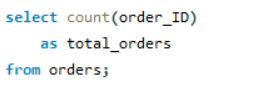 select count(order_ID)
    as total_orders
from orders;